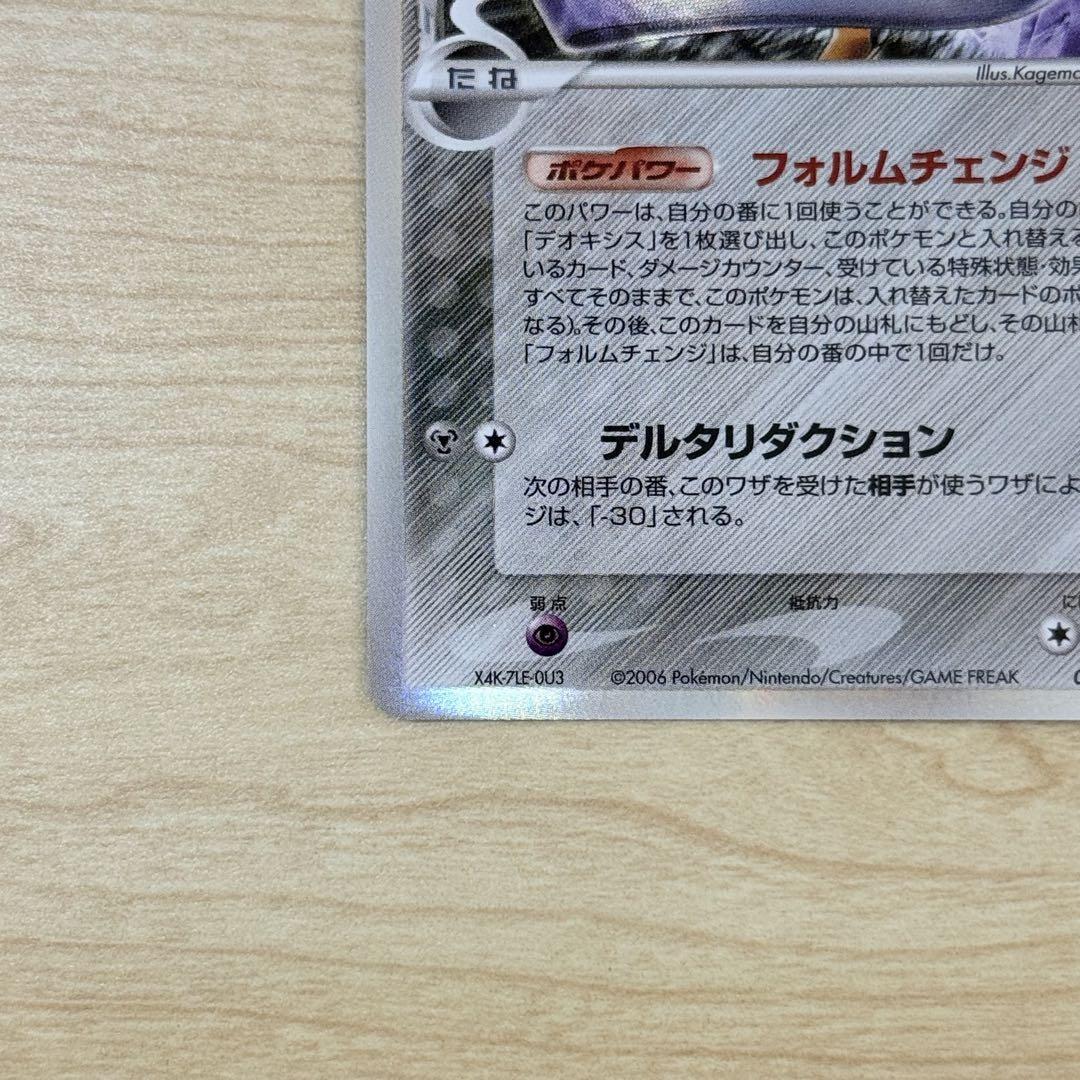 たね
Illus.Kagemo
ポケパワー フォルムチェンジ
このパワーは、自分の番に1回使うことができる。自分の
「デオキシス」を1枚選び出し、このポケモンと入れ替える
いるカード、ダメージカウンター、受けている特殊状態・効果
すべてそのままで、このポケモンは、入れ替えたカードのポ
なる)。その後、このカードを自分の山札にもどし、その山札
「フォルムチェンジ」は、自分の番の中で1回だけ。
デルタリダクション
次の相手の番、このワザを受けた相手が使うワザによ
ジは、「-30」される。
弱点 抵抗力 に
X4K-7LE-0U3 ©2006 Pokémon/Nintendo/Creatures/GAME FREAK 0